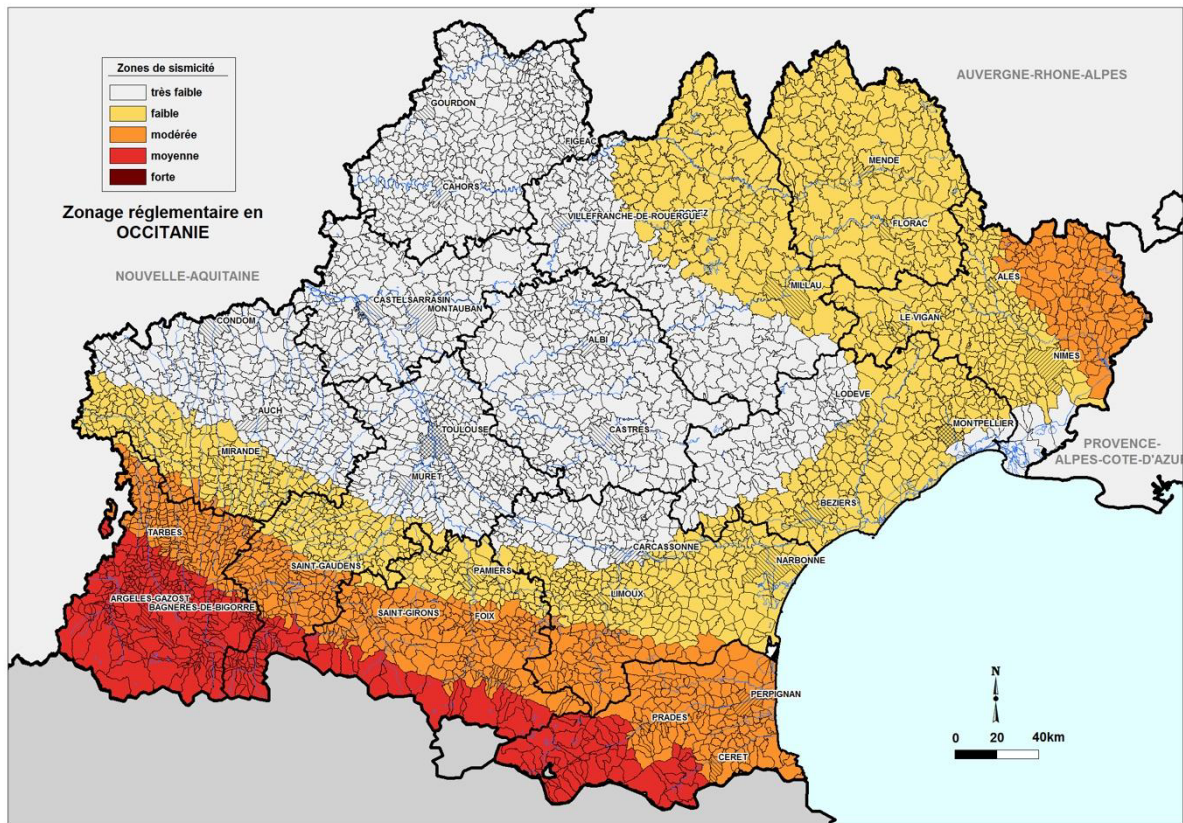 Zones de sismicité
très faible
faible
modérée
moyenne
forte
Zonage réglementaire en
OCCITANIE
AUVERGNE-RHONE-ALPES
NOUVELLE-AQUITAINE
PROVENCE-
ALPES-COTE-D'AZUR
GOURDON
FIGEAC
CAHORS
MENDE
VILLEFRANCHE-DE-ROUERGUE
FLORAC
ALES
CASTELSARRASIN
MONTAUBAN
MILLAU
LE VIGAN
CONDOM
ALBI
NIMES
LODEVE
AUCH
TOULOUSE
CASTRES
MONTPELLIER
MIRANDE
MURET
BEZIERS
TARBES
CARCASSONNE
NARBONNE
SAINT-GAUDENS
PAMIERS
LIMOUX
ARGELES-GAZOST
BAGNERES-DE-BIGORRE
SAINT-GIRONS
FOIX
PERPIGNAN
PRADES
CERET
N
0 20 40km